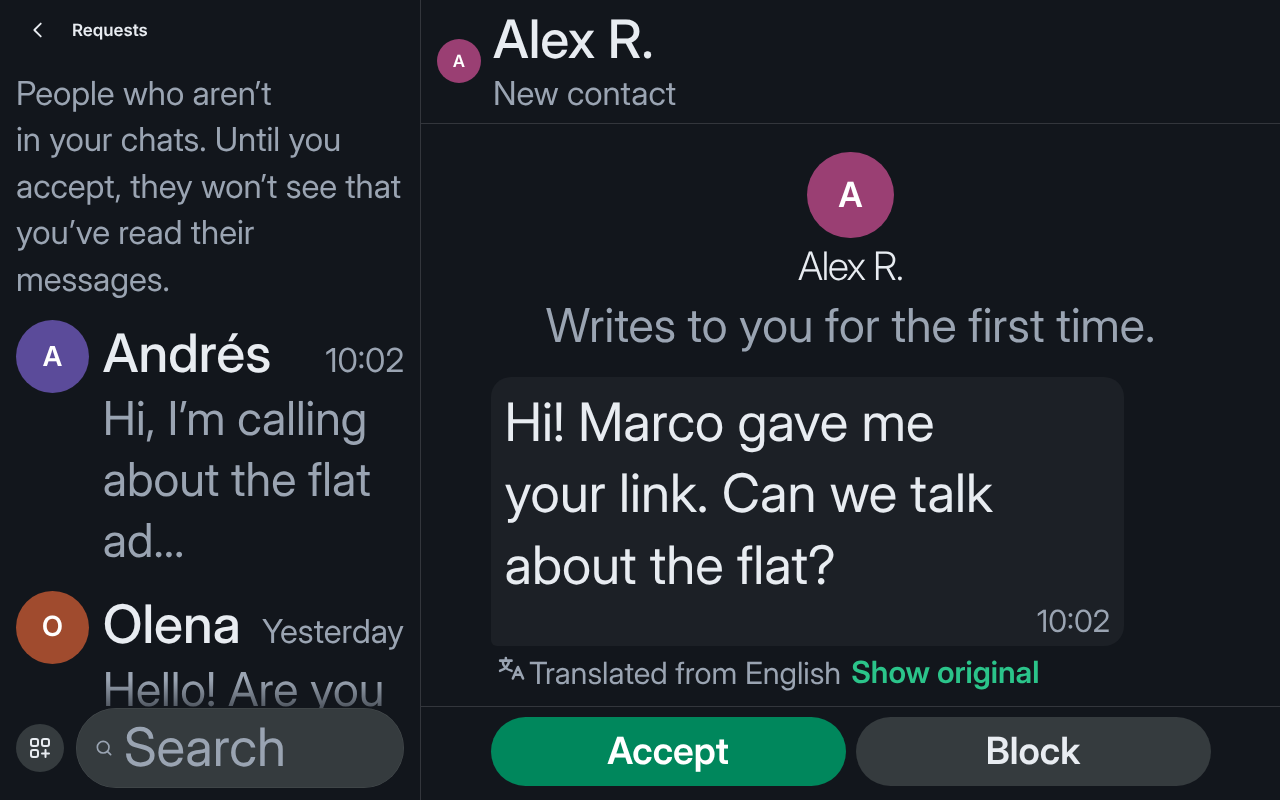 Requests
People who aren’t
in your chats. Until you
accept, they won’t see that
you’ve read their
messages.
A
Andrés
10:02
Hi, I’m calling
about the flat
ad…
O
Olena
Yesterday
Hello! Are you
Search
A
Alex R.
New contact
A
Alex R.
Writes to you for the first time.
Hi! Marco gave me
your link. Can we talk
about the flat?
10:02
Translated from English Show original
Accept
Block